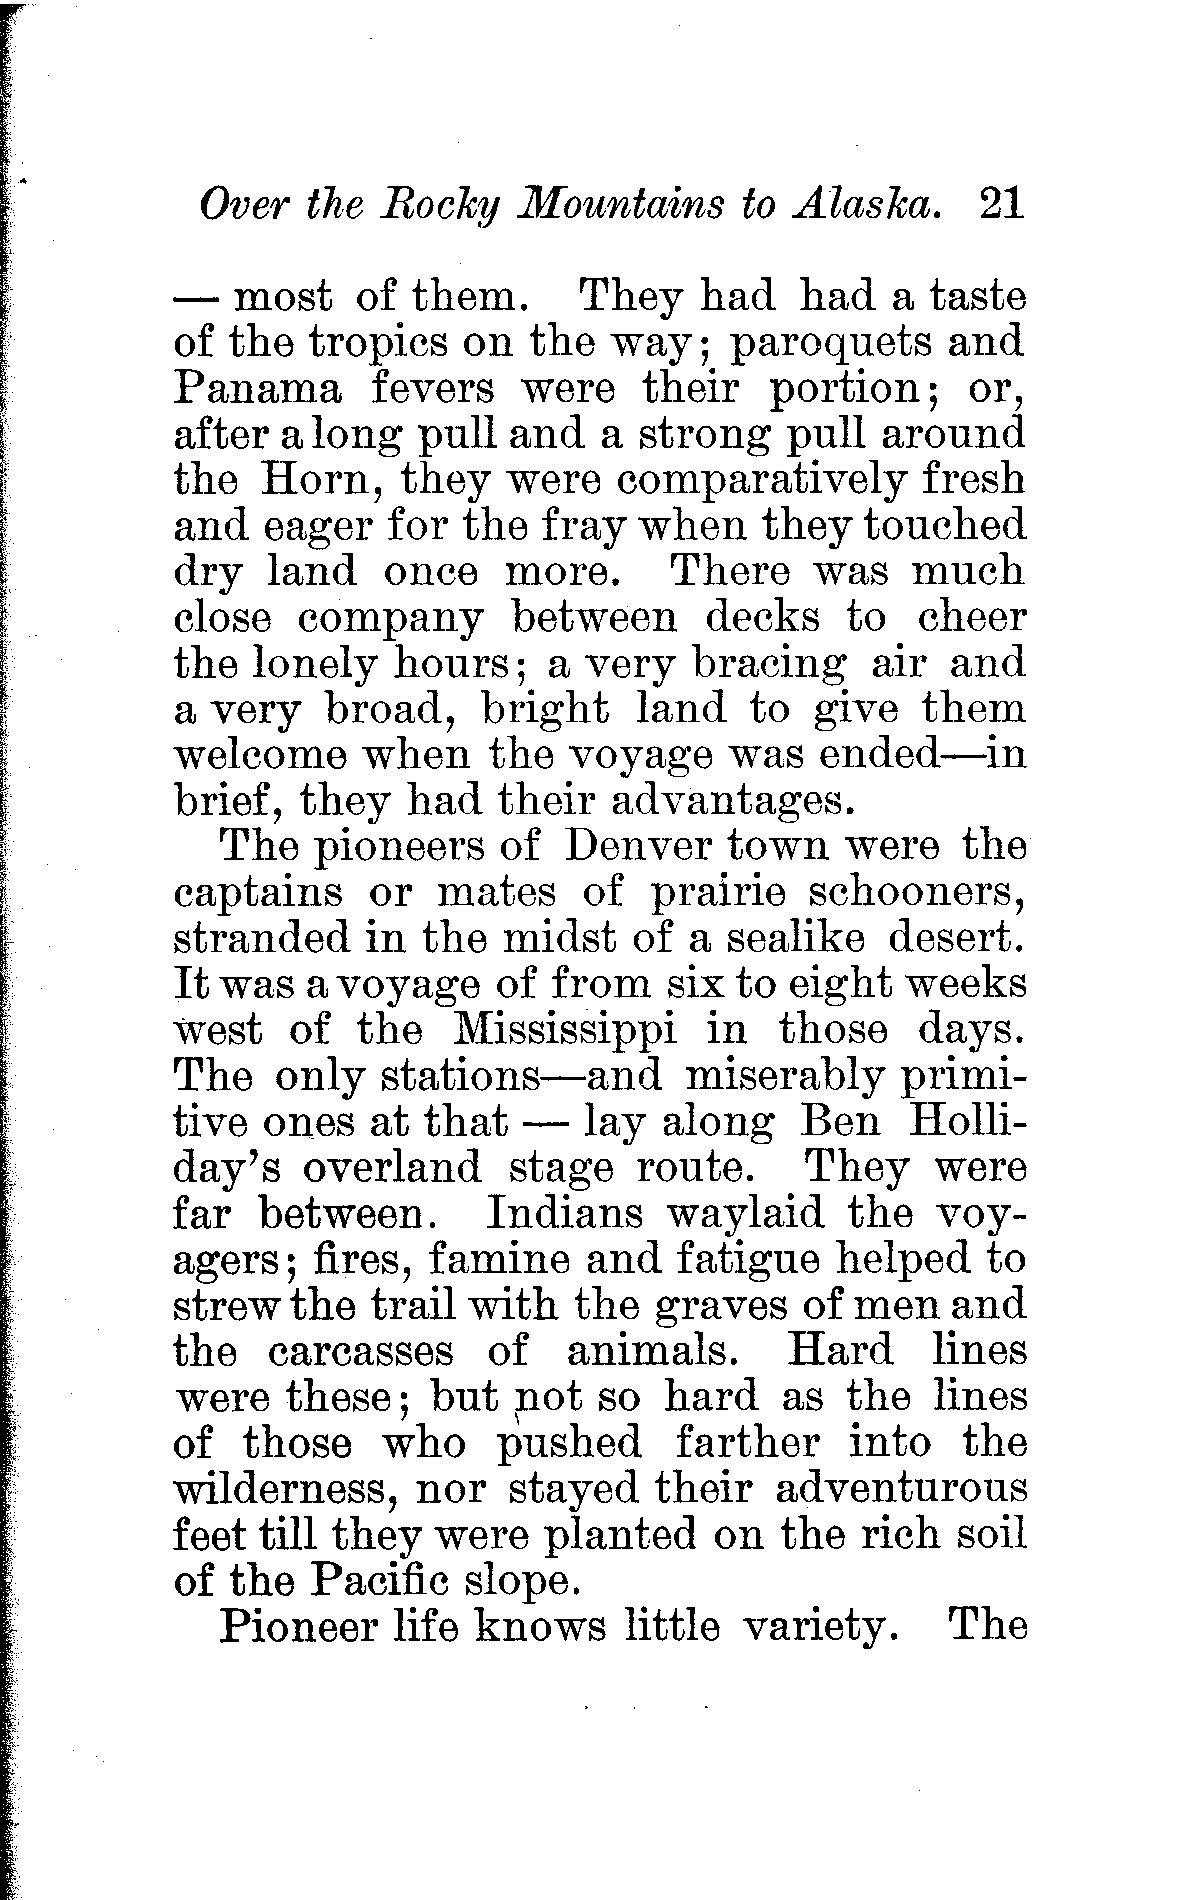 Over the Rocky Mountains to Alaska. 21
— most of them. They had had a taste
of the tropics on the way; paroquets and
Panama fevers were their portion; or,
after a long pull and a strong pull around
the Horn, they were comparatively fresh
and eager for the fray when they touched
dry land once more. There was much
close company between decks to cheer
the lonely hours; a very bracing air and
a very broad, bright land to give them
welcome when the voyage was ended—in
brief, they had their advantages.
The pioneers of Denver town were the
captains or mates of prairie schooners,
stranded in the midst of a sealike desert.
It was a voyage of from six to eight weeks
west of the Mississippi in those days.
The only stations—and miserably primi-
tive ones at that — lay along Ben Holli-
day's overland stage route. They were
far between. Indians waylaid the voy-
agers; fires, famine and fatigue helped to
strew the trail with the graves of men and
the carcasses of animals. Hard lines
were these; but not so hard as the lines
of those who pushed farther into the
wilderness, nor stayed their adventurous
feet till they were planted on the rich soil
of the Pacific slope.
Pioneer life knows little variety. The